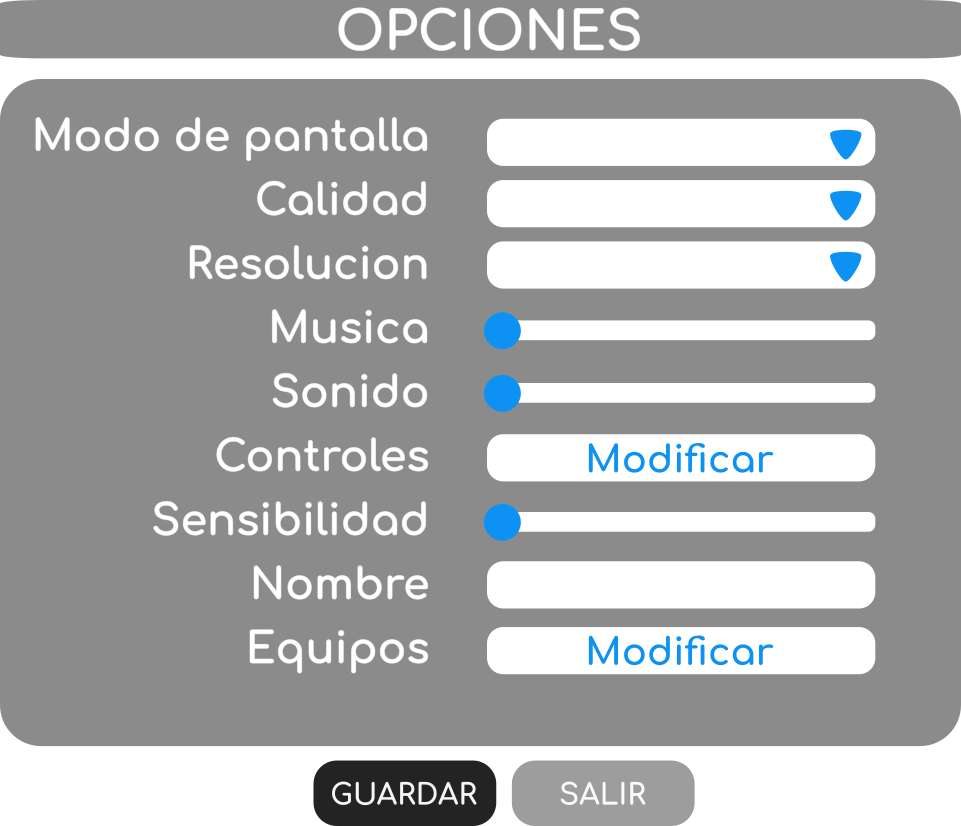 OPCIONES
Modo de pantalla
Calidad
Resolucion
Musica
Sonido
Controles Modificar
Sensibilidad
Nombre
Equipos Modificar
GUARDAR SALIR